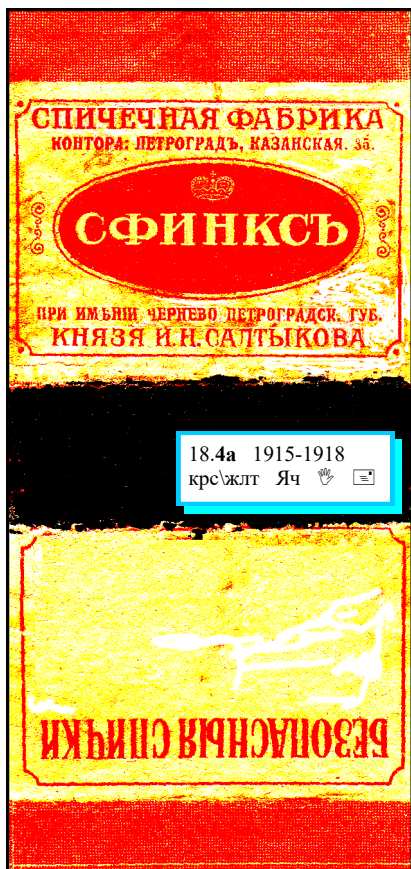 СПИЧЕЧНАЯ ФАБРИКА
КОНТОРА: ПЕТРОГРАДЪ, КАЗАНСКАЯ. 35.
СФИНКСЪ
ПРИ ИМѢНІИ ЧЕРНЕВО ПЕТРОГРАДСК. ГУБ.
КНЯЗЯ И.Н.САЛТЫКОВА
18.4а 1915-1918
крс\жлт Яч
БЕЗОПАСНЫЯ СПИЧКИ